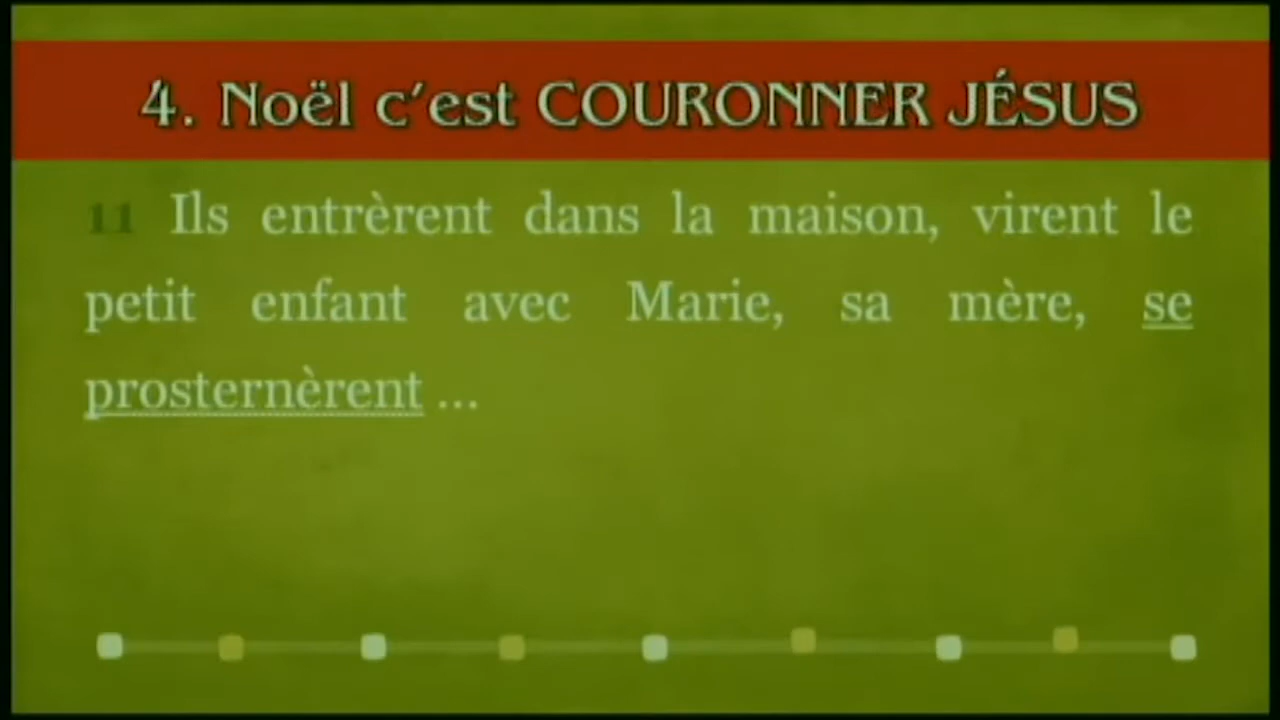 4. Noël c'est COURONNER JÉSUS
11 Ils entrèrent dans la maison, virent le
petit enfant avec Marie, sa mère, se
prosternèrent ...